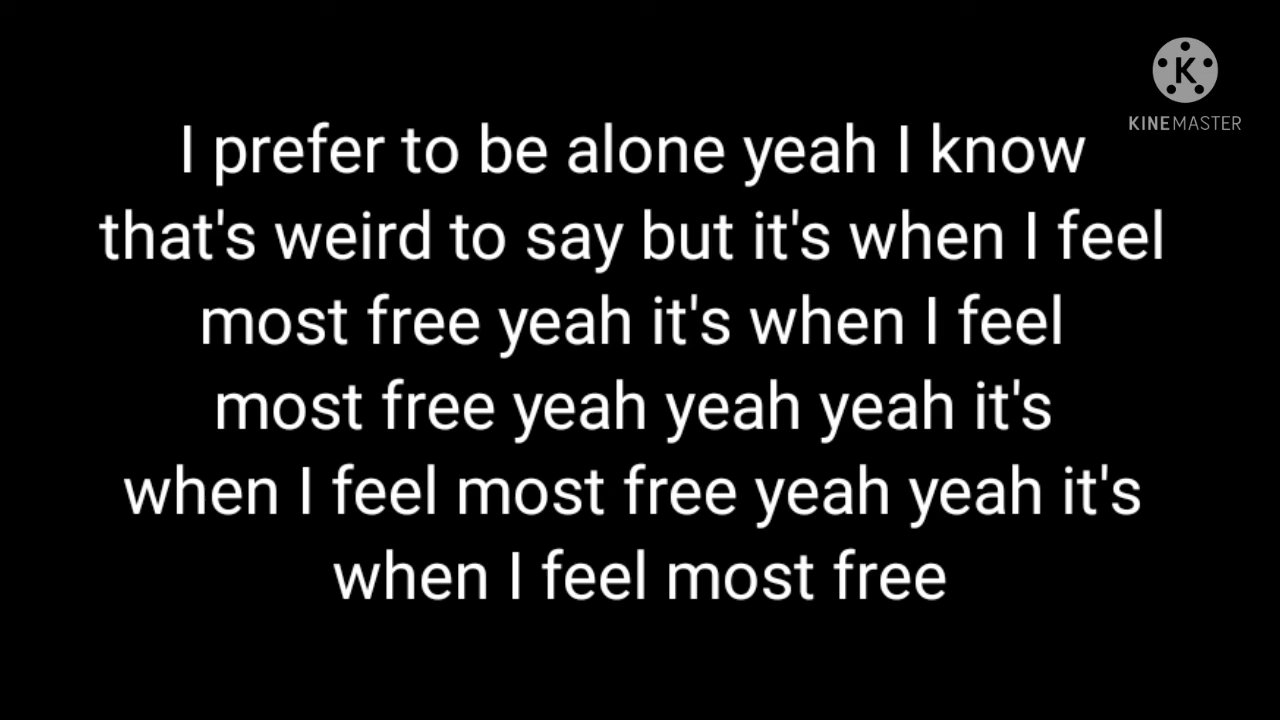 K
KINEMASTER
I prefer to be alone yeah I know
that's weird to say but it's when I feel
most free yeah it's when I feel
most free yeah yeah yeah it's
when I feel most free yeah yeah it's
when I feel most free